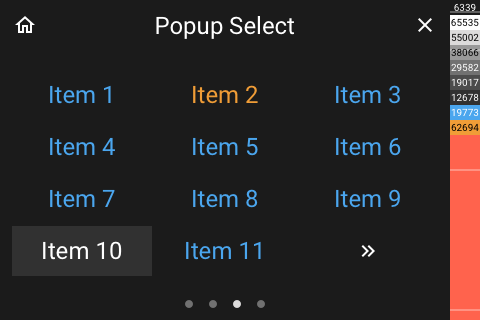 Popup Select
Item 1 Item 2 Item 3
Item 4 Item 5 Item 6
Item 7 Item 8 Item 9
Item 10 Item 11 »
6339
65535
55002
38066
29582
19017
12678
19773
62694